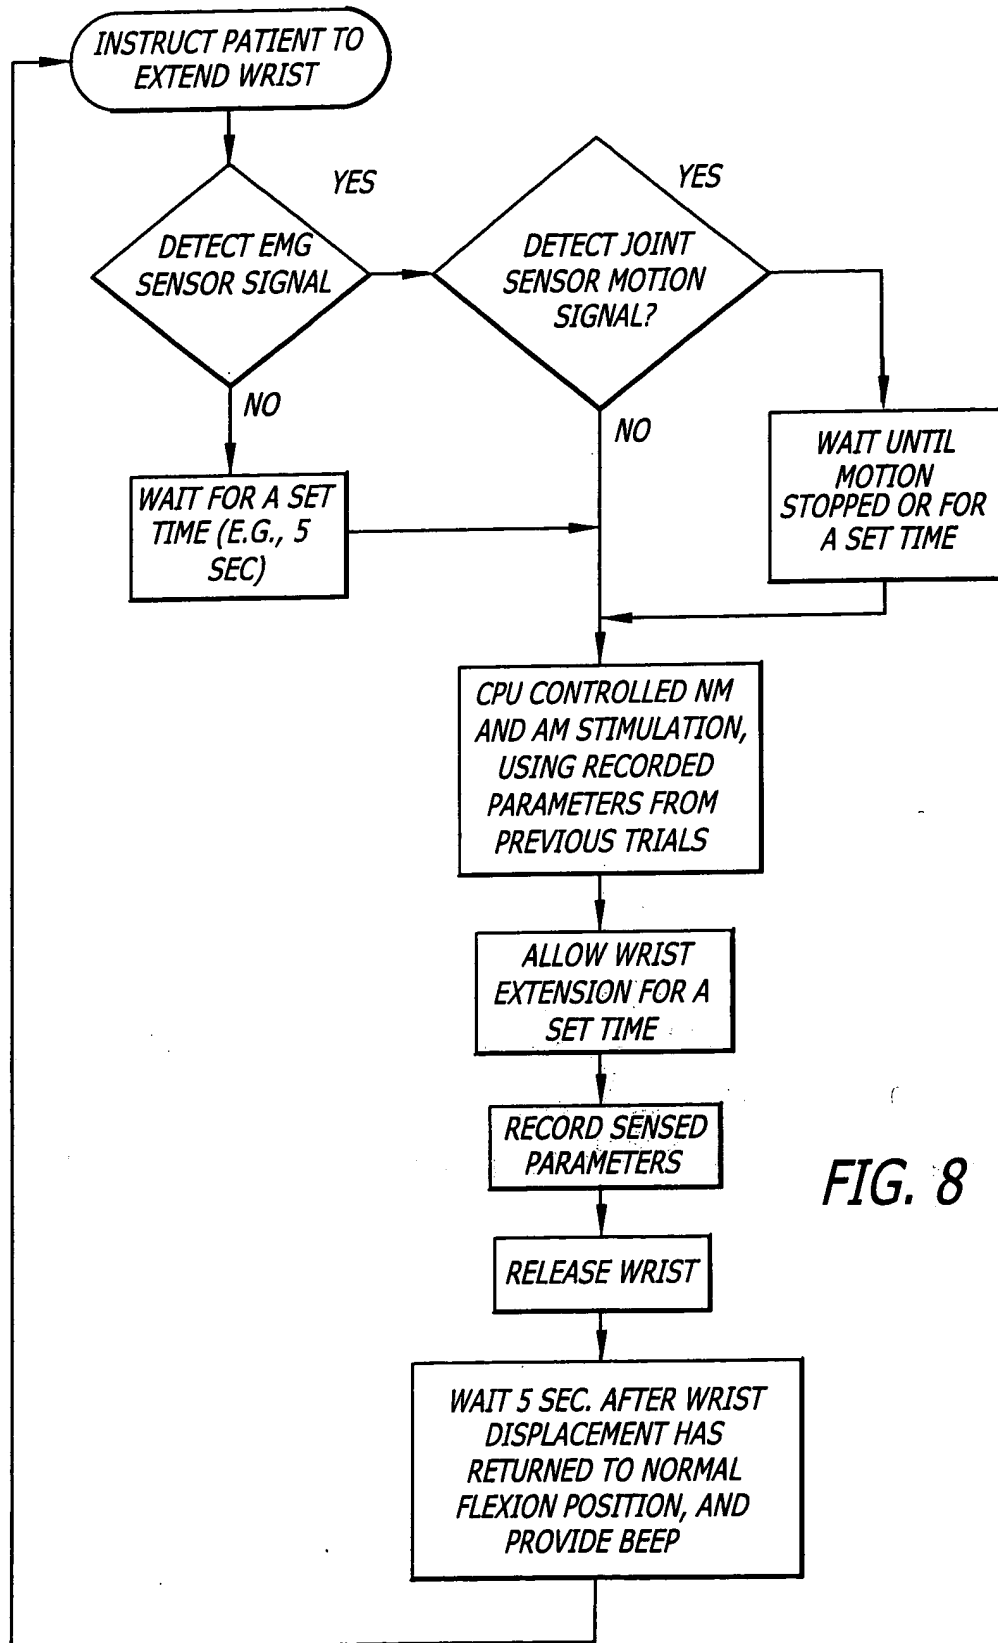 INSTRUCT PATIENT TO
EXTEND WRIST
YES
DETECT EMG
SENSOR SIGNAL
NO
YES
DETECT JOINT
SENSOR MOTION
SIGNAL?
NO
WAIT FOR A SET
TIME (E.G., 5
SEC)
WAIT UNTIL
MOTION
STOPPED OR FOR
A SET TIME
CPU CONTROLLED NM
AND AM STIMULATION,
USING RECORDED
PARAMETERS FROM
PREVIOUS TRIALS
ALLOW WRIST
EXTENSION FOR A
SET TIME
RECORD SENSED
PARAMETERS
FIG. 8
RELEASE WRIST
WAIT 5 SEC. AFTER WRIST
DISPLACEMENT HAS
RETURNED TO NORMAL
FLEXION POSITION, AND
PROVIDE BEEP